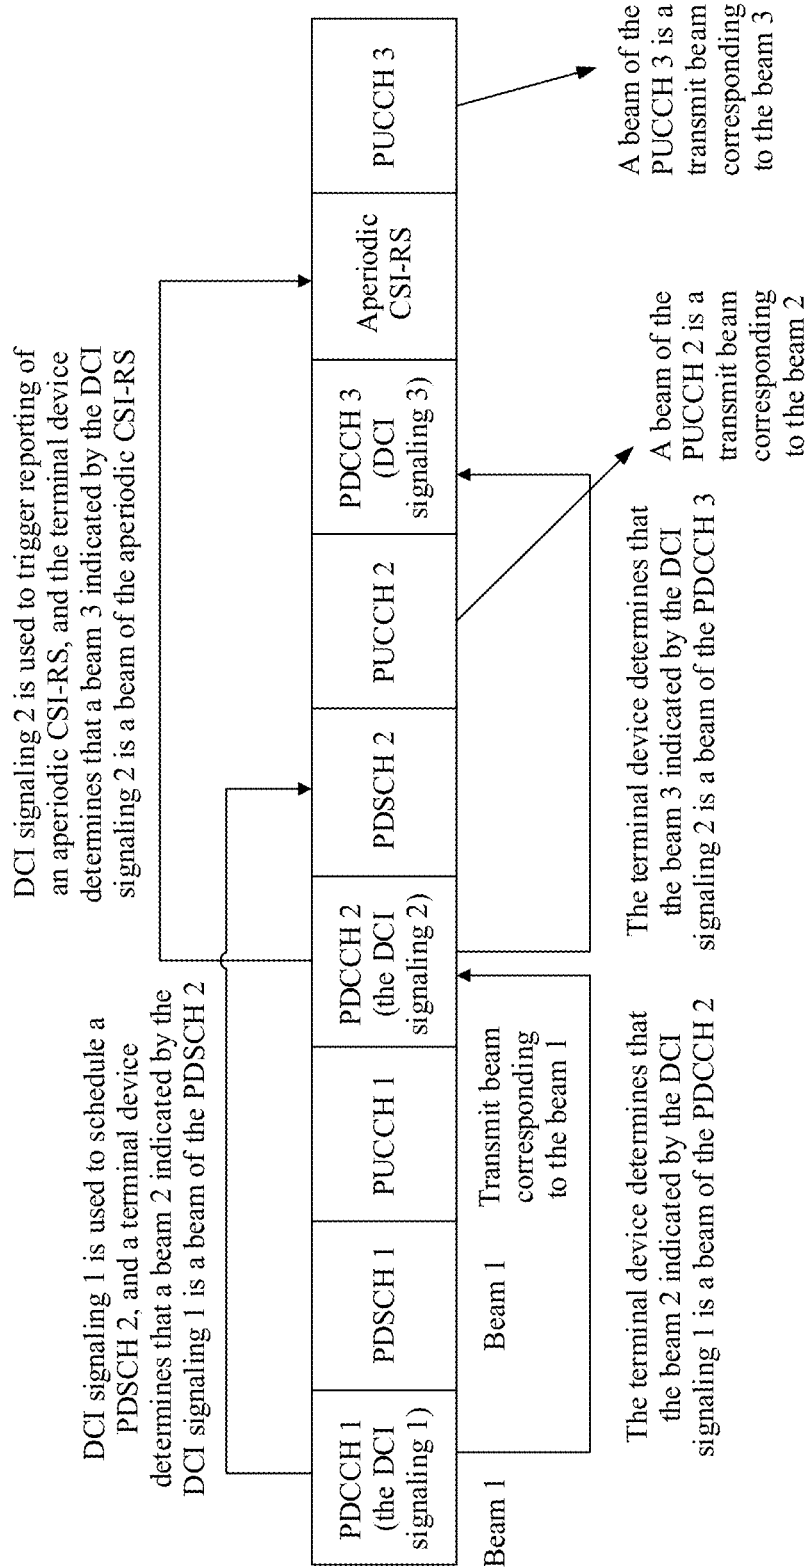 DCI signaling 1 is used to schedule a
PDSCH 2, and a terminal device
determines that a beam 2 indicated by the
DCI signaling 1 is a beam of the PDSCH 2
DCI signaling 2 is used to trigger reporting of
an aperiodic CSI-RS, and the terminal device
determines that a beam 3 indicated by the DCI
signaling 2 is a beam of the aperiodic CSI-RS
PDCCH 1
(the DCI
signaling 1)
PDSCH 1
PUCCH 1
PDCCH 2
(the DCI
signaling 2)
PDSCH 2
PUCCH 2
PDCCH 3
(DCI
signaling 3)
Aperiodic
CSI-RS
PUCCH 3
Beam 1
Beam 1
Transmit beam
corresponding
to the beam 1
The terminal device determines that
the beam 2 indicated by the DCI
signaling 1 is a beam of the PDCCH 2
The terminal device determines that
the beam 3 indicated by the DCI
signaling 2 is a beam of the PDCCH 3
A beam of the
PUCCH 2 is a
transmit beam
corresponding
to the beam 2
A beam of the
PUCCH 3 is a
transmit beam
corresponding
to the beam 3